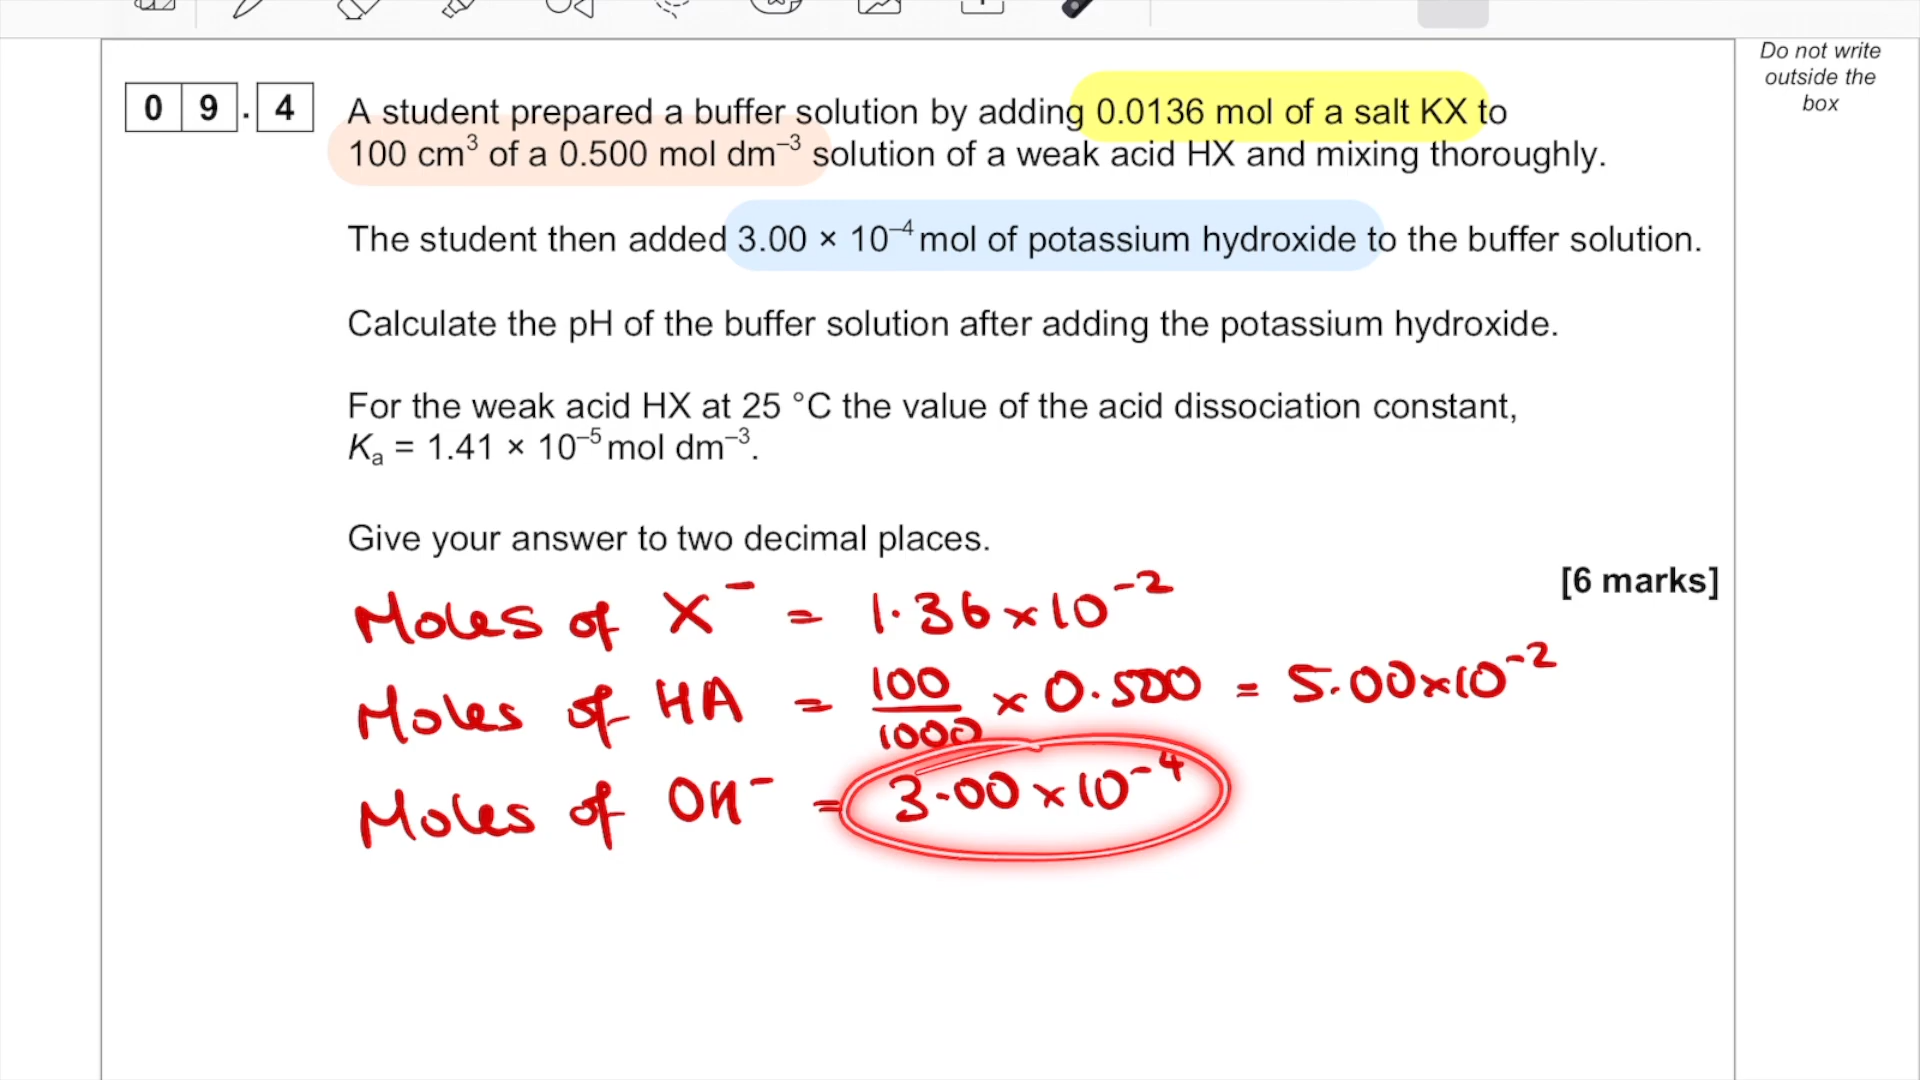 Do not write
outside the
box
0 9 . 4 A student prepared a buffer solution by adding 0.0136 mol of a salt KX to
100 cm³ of a 0.500 mol dm⁻³ solution of a weak acid HX and mixing thoroughly.
The student then added 3.00 × 10⁻⁴ mol of potassium hydroxide to the buffer solution.
Calculate the pH of the buffer solution after adding the potassium hydroxide.
For the weak acid HX at 25 °C the value of the acid dissociation constant,
Kₐ = 1.41 × 10⁻⁵ mol dm⁻³.
Give your answer to two decimal places.
[6 marks]
Moles of X⁻ = 1.36 × 10⁻²
Moles of HA = 100/1000 × 0.500 = 5.00 × 10⁻²
Moles of OH⁻ = 3.00 × 10⁻⁴